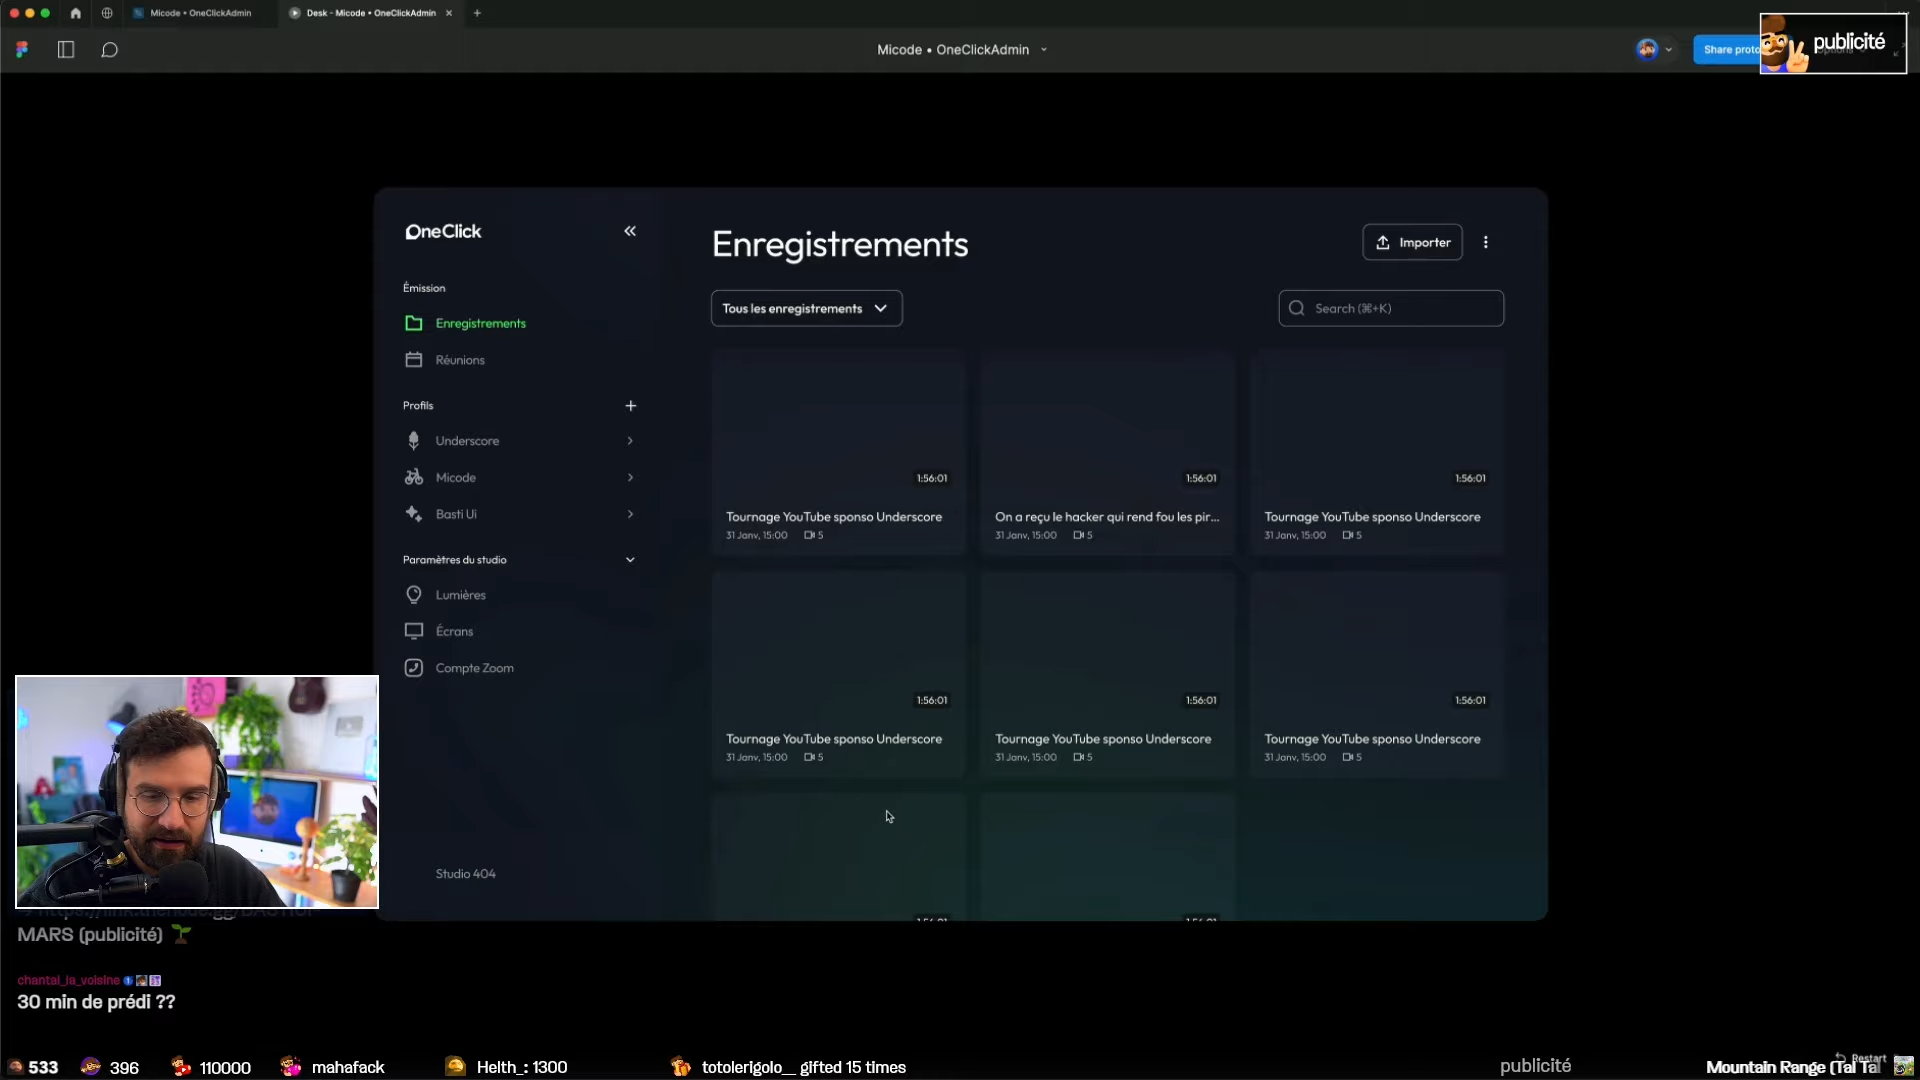 Micode • OneClickAdmin
Desk - Micode • OneClickAdmin
Micode • OneClickAdmin
Share proto
publicité
OneClick
Émission
Enregistrements
Réunions
Profils
Underscore
Micode
Basti Ui
Paramètres du studio
Lumières
Écrans
Compte Zoom
Studio 404
Enregistrements
Importer
Tous les enregistrements
Search (⌘+K)
1:56:01
1:56:01
1:56:01
Tournage YouTube sponso Underscore
On a reçu le hacker qui rend fou les pir...
Tournage YouTube sponso Underscore
31 Janv, 15:00 5
31 Janv, 15:00 5
31 Janv, 15:00 5
1:56:01
1:56:01
1:56:01
Tournage YouTube sponso Underscore
Tournage YouTube sponso Underscore
Tournage YouTube sponso Underscore
31 Janv, 15:00 5
31 Janv, 15:00 5
31 Janv, 15:00 5
MARS (publicité)
chantal_la_voisine
30 min de prédi ??
533
396
110000
mahafack
Helth_: 1300
totolerigolo__ gifted 15 times
publicité
Restart
Mountain Range (Tal Ta